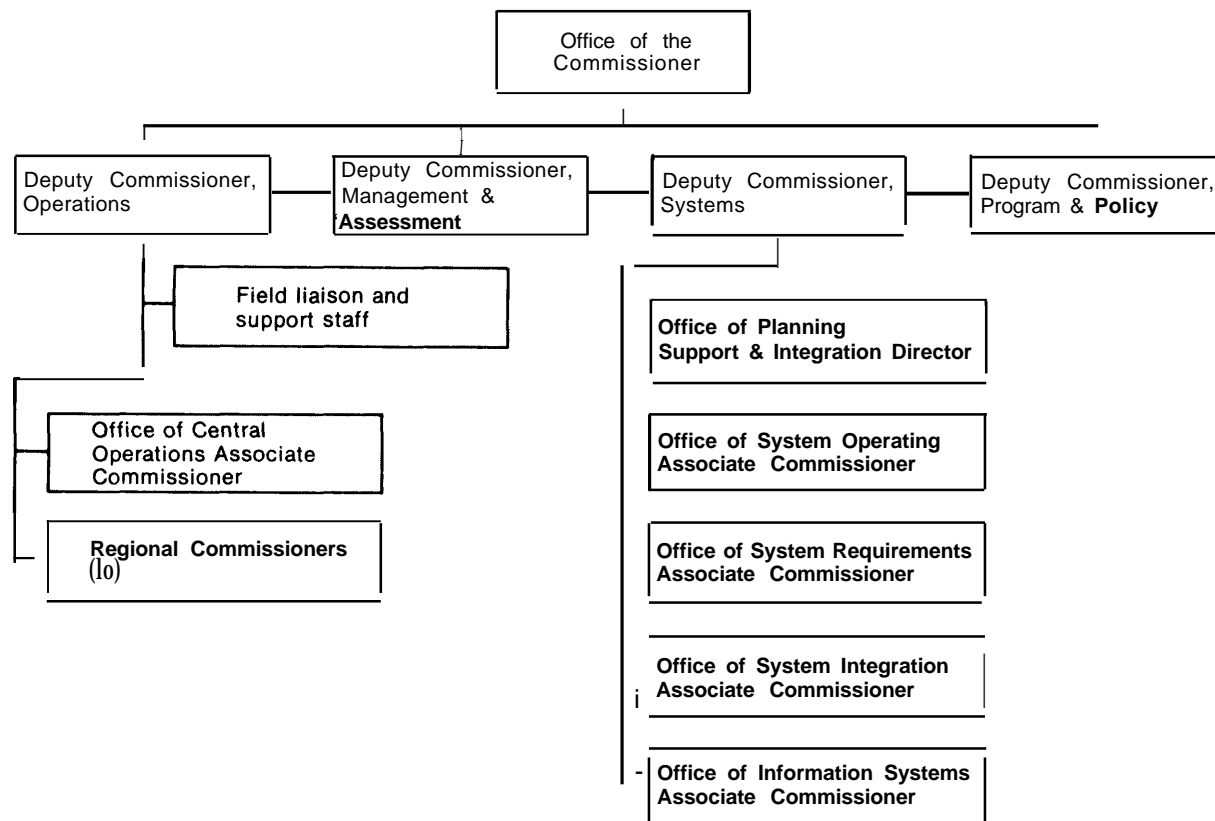 Office of the
Commissioner
Deputy Commissioner,
Operations
Deputy Commissioner,
Management &
'Assessment
Deputy Commissioner,
Systems
Deputy Commissioner,
Program & Policy
Field liaison and
support staff
Office of Central
Operations Associate
Commissioner
Regional Commissioners
(lo)
Office of Planning
Support & Integration Director
Office of System Operating
Associate Commissioner
Office of System Requirements
Associate Commissioner
Office of System Integration
Associate Commissioner
i
Office of Information Systems
Associate Commissioner